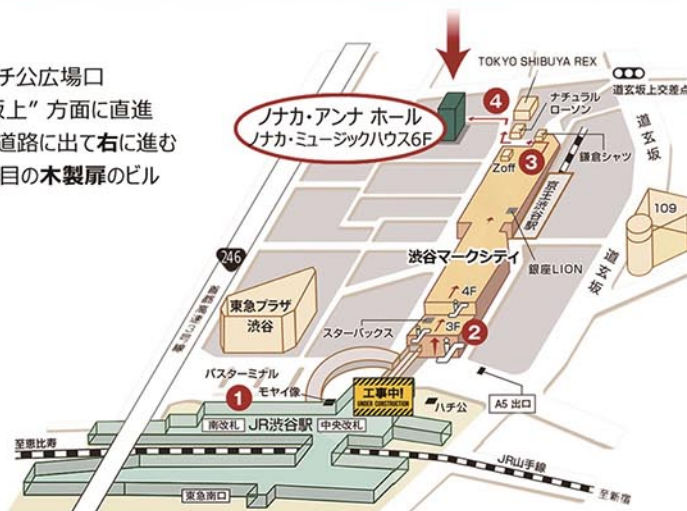 チ公広場口
坂上” 方面に直進
道路に出て右に進む
目の木製扉のビル
TOKYO SHIBUYA REX
道玄坂上交差点
ナチュラル
ローソン
4
ノナカ・アンナ ホール
ノナカ・ミュージックハウス6F
道玄坂
鎌倉シャツ
3
Zoff
京王渋谷駅
109
246
渋谷マークシティ
銀座LION
道玄坂
首都高速3号線
4F
東急プラザ
渋谷
スターバックス
3F
2
バスターミナル
モヤイ像
1
工事中!
UNDER CONSTRUCTION
ハチ公
A5 出口
南改札
JR渋谷駅
中央改札
至恵比寿
JR山手線
東急南口
至新宿